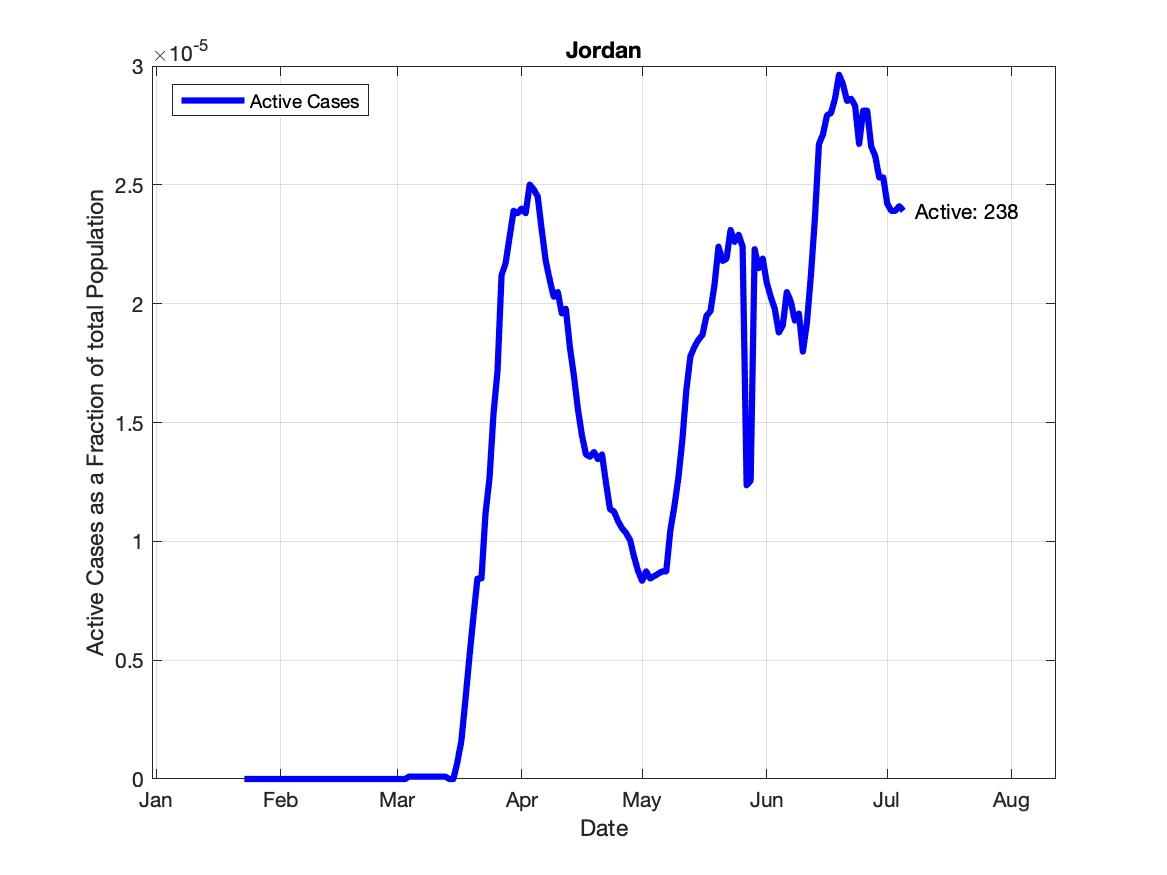 Jordan
×10⁻⁵
Active Cases
3
2.5
2
1.5
1
0.5
0
Active Cases as a Fraction of total Population
Active: 238
Jan Feb Mar Apr May Jun Jul Aug
Date